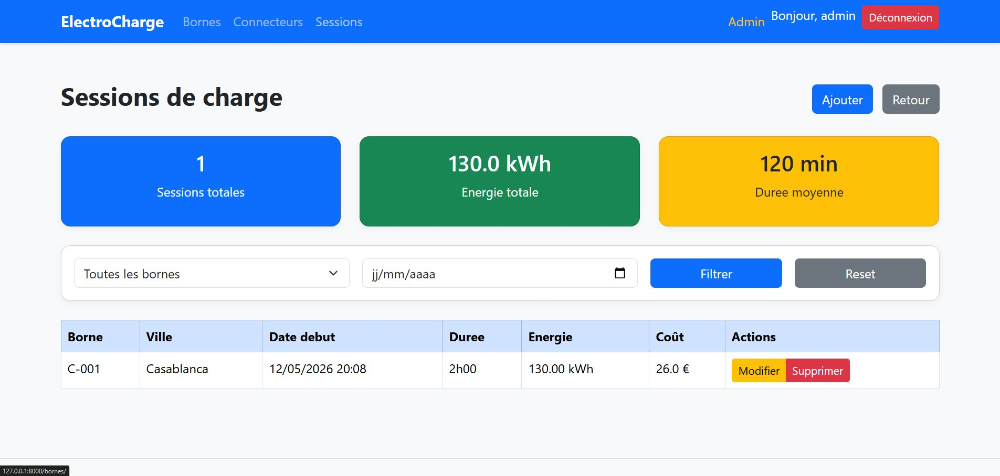 ElectroCharge Bornes Connecteurs Sessions Admin Bonjour, admin Déconnexion
Sessions de charge Ajouter Retour
1
Sessions totales
130.0 kWh
Energie totale
120 min
Duree moyenne
Toutes les bornes jj/mm/aaaa Filtrer Reset
Borne Ville Date debut Duree Energie Coût Actions
C-001 Casablanca 12/05/2026 20:08 2h00 130.00 kWh 26.0 € Modifier Supprimer
127.0.0.1:8000/bornes/